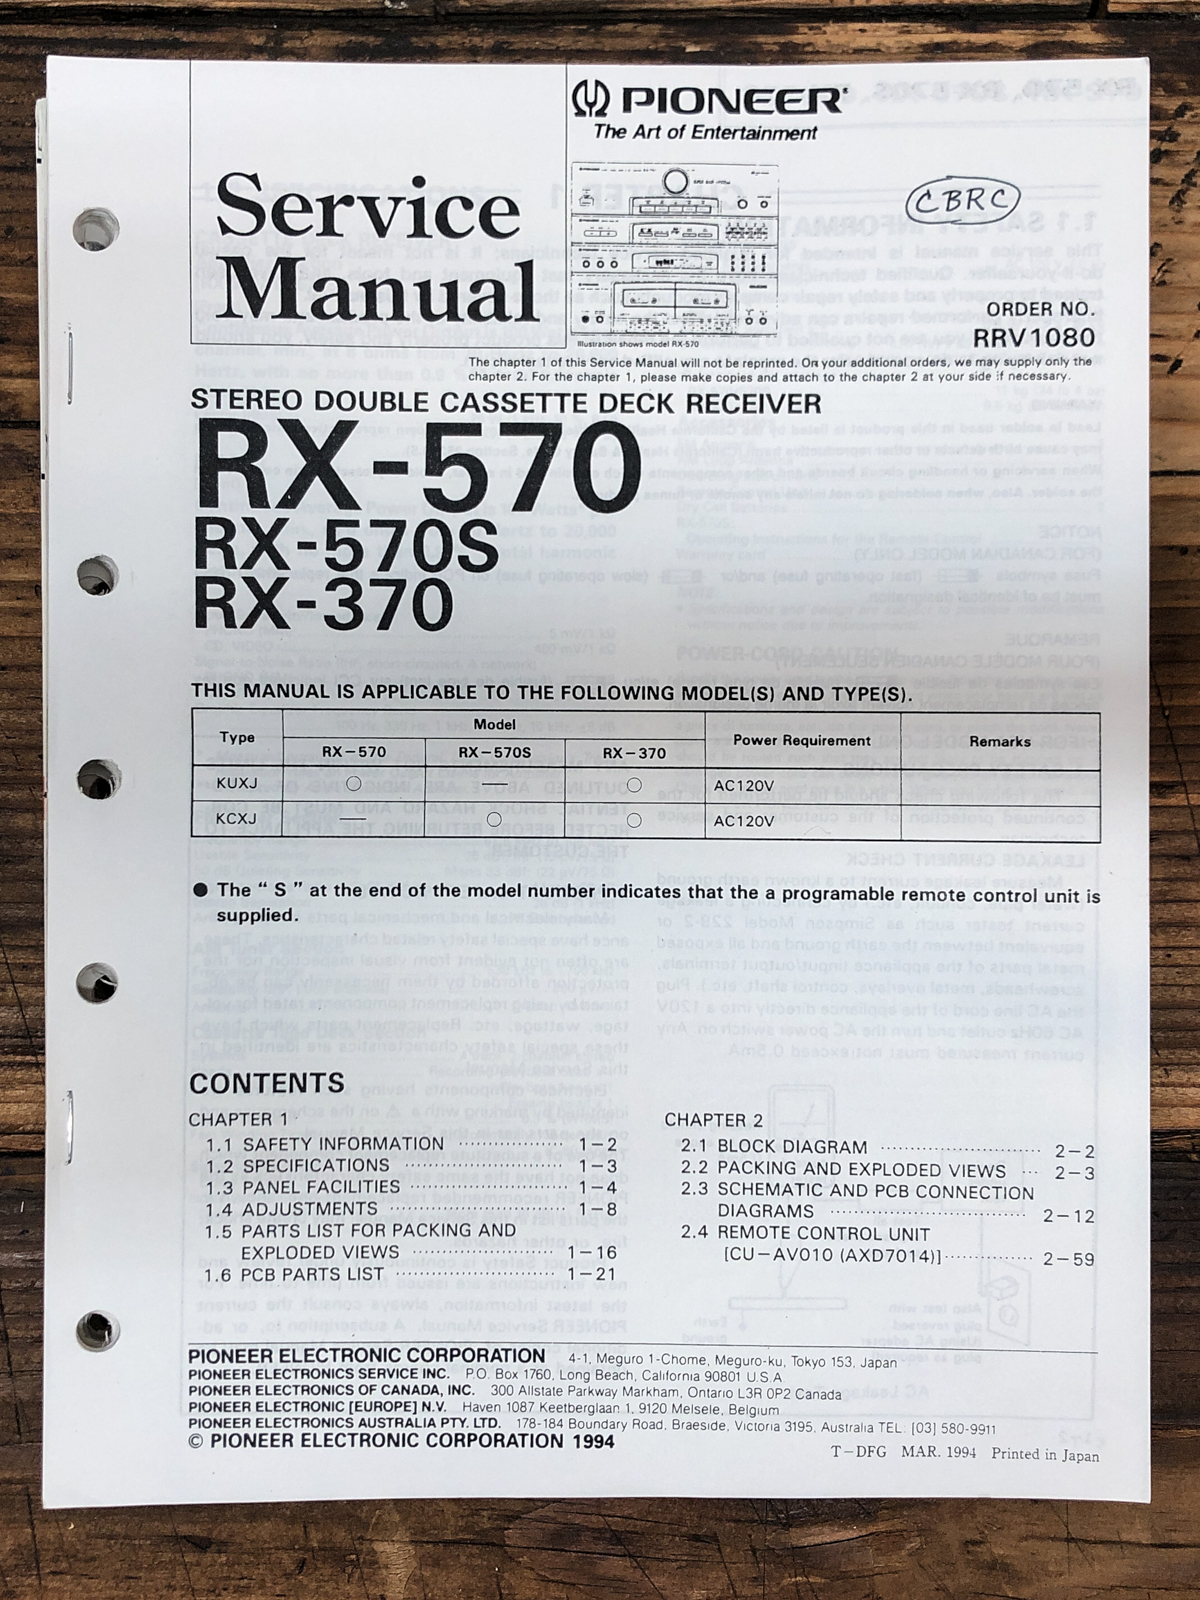 PIONEER
The Art of Entertainment
Service
Manual
CBRC
Illustration shows model RX-570
ORDER NO.
RRV1080
The chapter 1 of this Service Manual will not be reprinted. On your additional orders, we may supply only the
chapter 2. For the chapter 1, please make copies and attach to the chapter 2 at your side if necessary.
STEREO DOUBLE CASSETTE DECK RECEIVER
RX-570
RX-570S
RX-370
THIS MANUAL IS APPLICABLE TO THE FOLLOWING MODEL(S) AND TYPE(S).
Type Model Power Requirement Remarks
RX-570 RX-570S RX-370
KUXJ ○ — ○ AC120V
KCXJ — ○ ○ AC120V
● The “ S ” at the end of the model number indicates that the a programable remote control unit is
supplied.
CONTENTS
CHAPTER 1
1.1 SAFETY INFORMATION ···················· 1-2
1.2 SPECIFICATIONS ···························· 1-3
1.3 PANEL FACILITIES ·························· 1-4
1.4 ADJUSTMENTS ······························ 1-8
1.5 PARTS LIST FOR PACKING AND
EXPLODED VIEWS ························ 1-16
1.6 PCB PARTS LIST ·························· 1-21
CHAPTER 2
2.1 BLOCK DIAGRAM ···························· 2-2
2.2 PACKING AND EXPLODED VIEWS ··· 2-3
2.3 SCHEMATIC AND PCB CONNECTION
DIAGRAMS ································· 2-12
2.4 REMOTE CONTROL UNIT
[CU-AV010 (AXD7014)]·············· 2-59
PIONEER ELECTRONIC CORPORATION 4-1, Meguro 1-Chome, Meguro-ku, Tokyo 153, Japan
PIONEER ELECTRONICS SERVICE INC. P.O. Box 1760, Long Beach, California 90801 U.S.A.
PIONEER ELECTRONICS OF CANADA, INC. 300 Allstate Parkway Markham, Ontario L3R 0P2 Canada
PIONEER ELECTRONIC [EUROPE] N.V. Haven 1087 Keetberglaan 1, 9120 Melsele, Belgium
PIONEER ELECTRONICS AUSTRALIA PTY. LTD. 178-184 Boundary Road, Braeside, Victoria 3195, Australia TEL: [03] 580-9911
© PIONEER ELECTRONIC CORPORATION 1994
T-DFG MAR. 1994 Printed in Japan